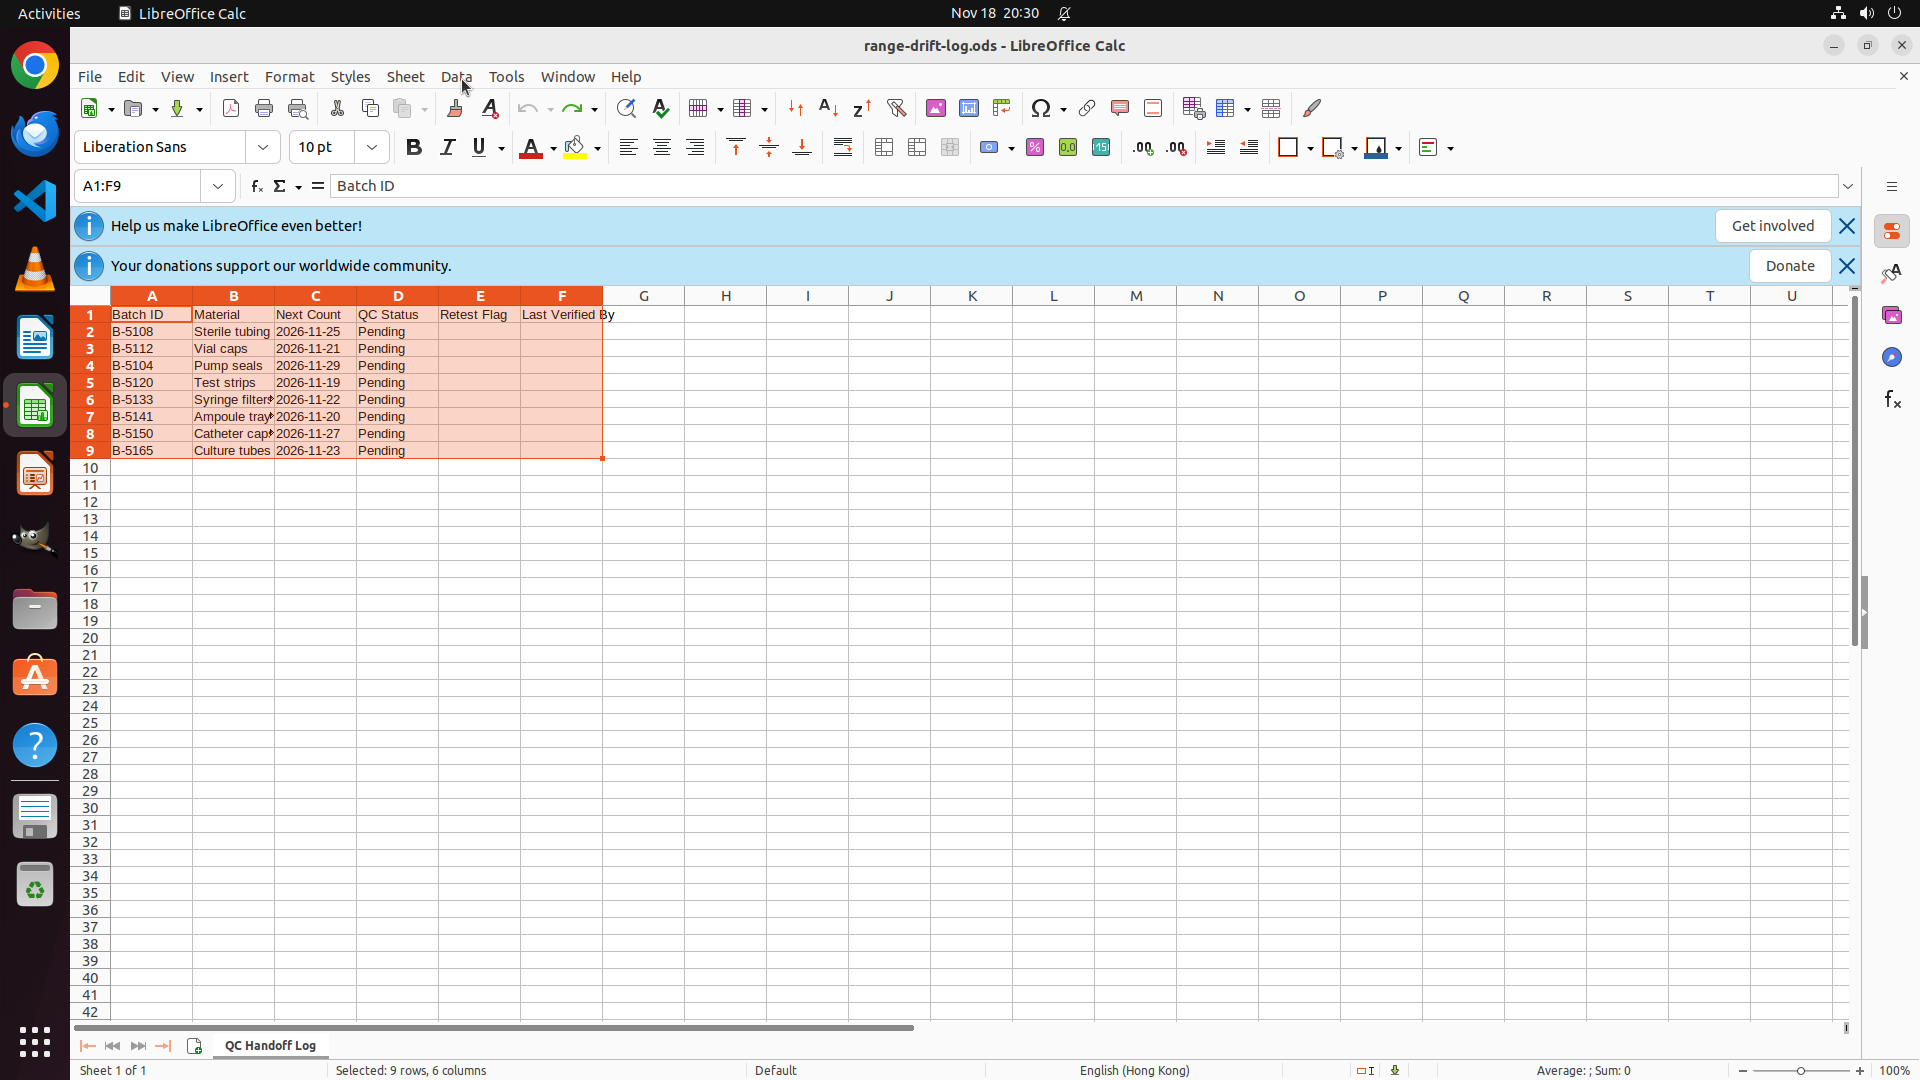 Activities
LibreOffice Calc
Nov 18 20:30
range-drift-log.ods - LibreOffice Calc
File Edit View Insert Format Styles Sheet Data Tools Window Help
Liberation Sans
10 pt
A1:F9
Batch ID
Help us make LibreOffice even better!
Get involved
Your donations support our worldwide community.
Donate
A B C D E F G H I J K L M N O P Q R S T U
1 Batch ID Material Next Count QC Status Retest Flag Last Verified By
2 B-5108 Sterile tubing 2026-11-25 Pending
3 B-5112 Vial caps 2026-11-21 Pending
4 B-5104 Pump seals 2026-11-29 Pending
5 B-5120 Test strips 2026-11-19 Pending
6 B-5133 Syringe filter 2026-11-22 Pending
7 B-5141 Ampoule tray 2026-11-20 Pending
8 B-5150 Catheter cap 2026-11-27 Pending
9 B-5165 Culture tubes 2026-11-23 Pending
10
11
12
13
14
15
16
17
18
19
20
21
22
23
24
25
26
27
28
29
30
31
32
33
34
35
36
37
38
39
40
41
42
QC Handoff Log
Sheet 1 of 1
Selected: 9 rows, 6 columns
Default
English (Hong Kong)
Average: ; Sum: 0
100%